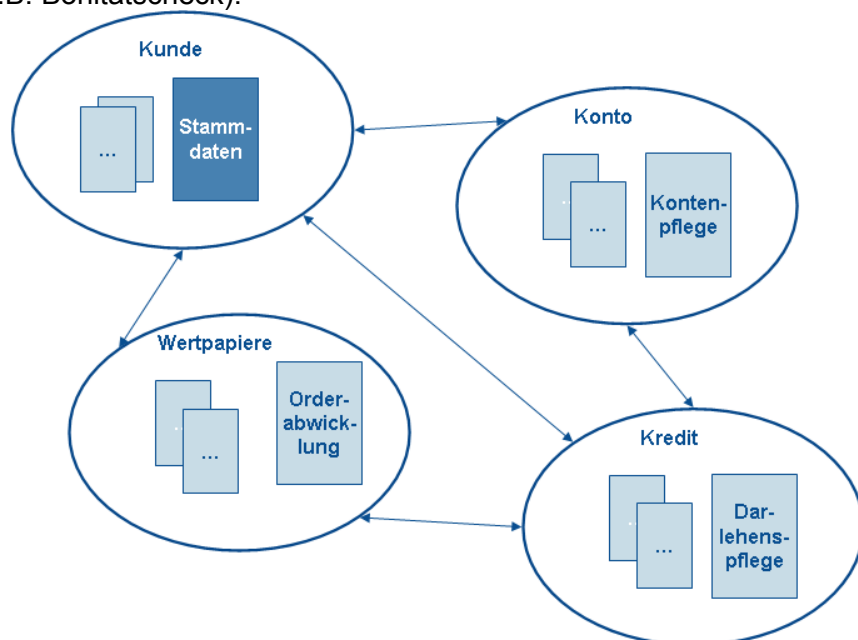 .B. Bonitätscheck).
Kunde
...
Stamm-
daten
Konto
...
...
Konten-
pflege
Wertpapiere
...
...
Order-
abwick-
lung
Kredit
...
...
Dar-
lehens-
pflege